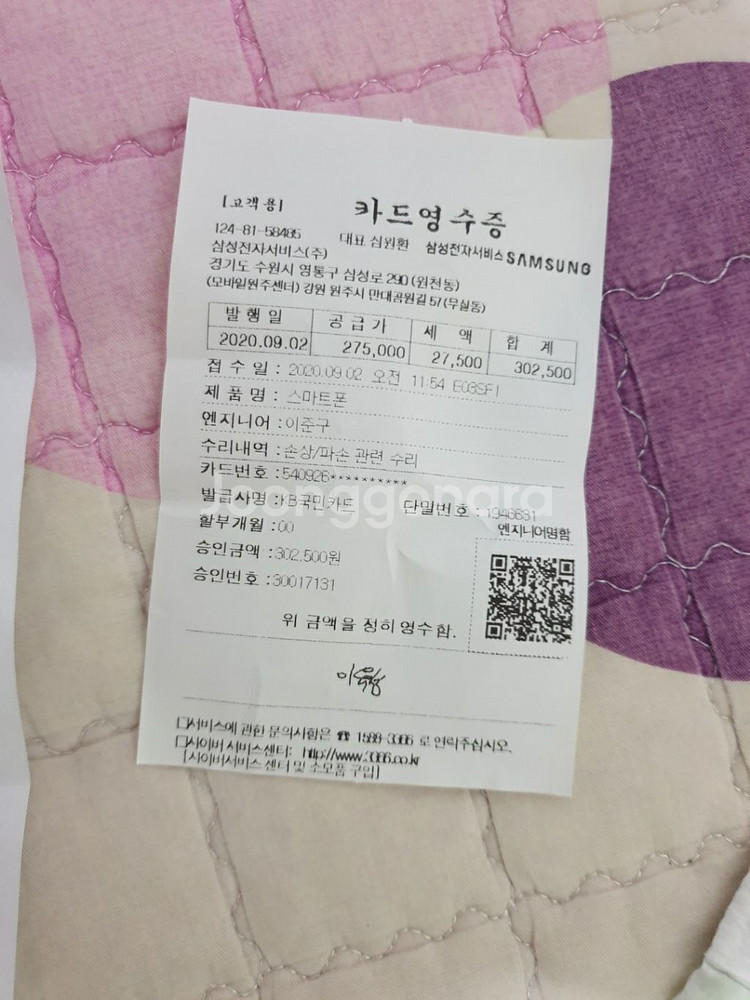 [고객용]
카드영수증
124-81-58485
대표 심원환 삼성전자서비스 SAMSUNG
삼성전자서비스(주)
경기도 수원시 영통구 삼성로 290 (원천동)
(모바일원주센터) 강원 원주시 만대공원길 57 (무실동)
발행일 공급가 세액 합계
2020.09.02 275,000 27,500 302,500
접수일 : 2020.09.02 오전 11:54 E03SF1
제품명 : 스마트폰
엔지니어 : 이준구
수리내역 : 손상/파손 관련 수리
카드번호 : 540926**********
발급사명 : KB국민카드 단말번호 : 1946631
할부개월 : 00
엔지니어명함
승인금액 : 302,500원
승인번호 : 30017131
위 금액을 정히 영수함.
□서비스에 관한 문의사항은 ☎ 1588-3366 로 연락주십시오.
□사이버 서비스센터: http://www.3366.co.kr
[사이버서비스 센터 및 소모품 구입]
Joonggonara